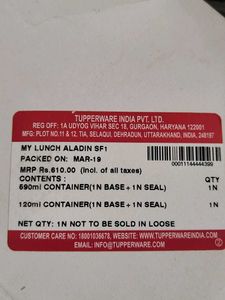 TUPPERWARE INDIA PVT. LTD.
REG OFF: 1A UDYOG VIHAR SEC 18, GURGAON, HARYANA 122001
MFG: PLOT NO.11 & 12, TIA, SELAQUI, DEHRADUN, UTTARAKHAND, INDIA, 248197
MY LUNCH ALADIN SF1
PACKED ON: MAR-19
MRP Rs.610.00 (Incl. of all taxes)
00011144444399
CONTENTS : QTY
690ml CONTAINER(1N BASE + 1N SEAL) 1N
120ml CONTAINER(1N BASE + 1N SEAL) 1N
NET QTY: 1N NOT TO BE SOLD IN LOOSE
CUSTOMER CARE NO: 18001036678, WEBSITE: WWW.TUPPERWAREINDIA.COM
EMAIL: INFO@TUPPERWARE.COM